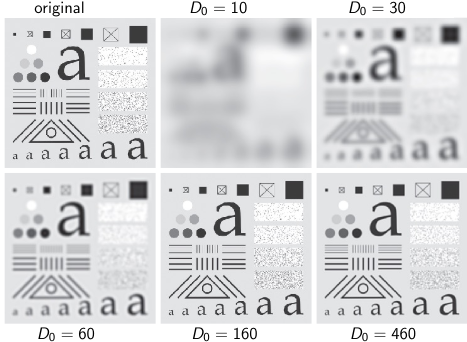 original D₀ = 10 D₀ = 30
a a a
a a a a a a a a a a a a a
a a a
a a a a a a a a a a a a a a a a a a a a a
D₀ = 60 D₀ = 160 D₀ = 460